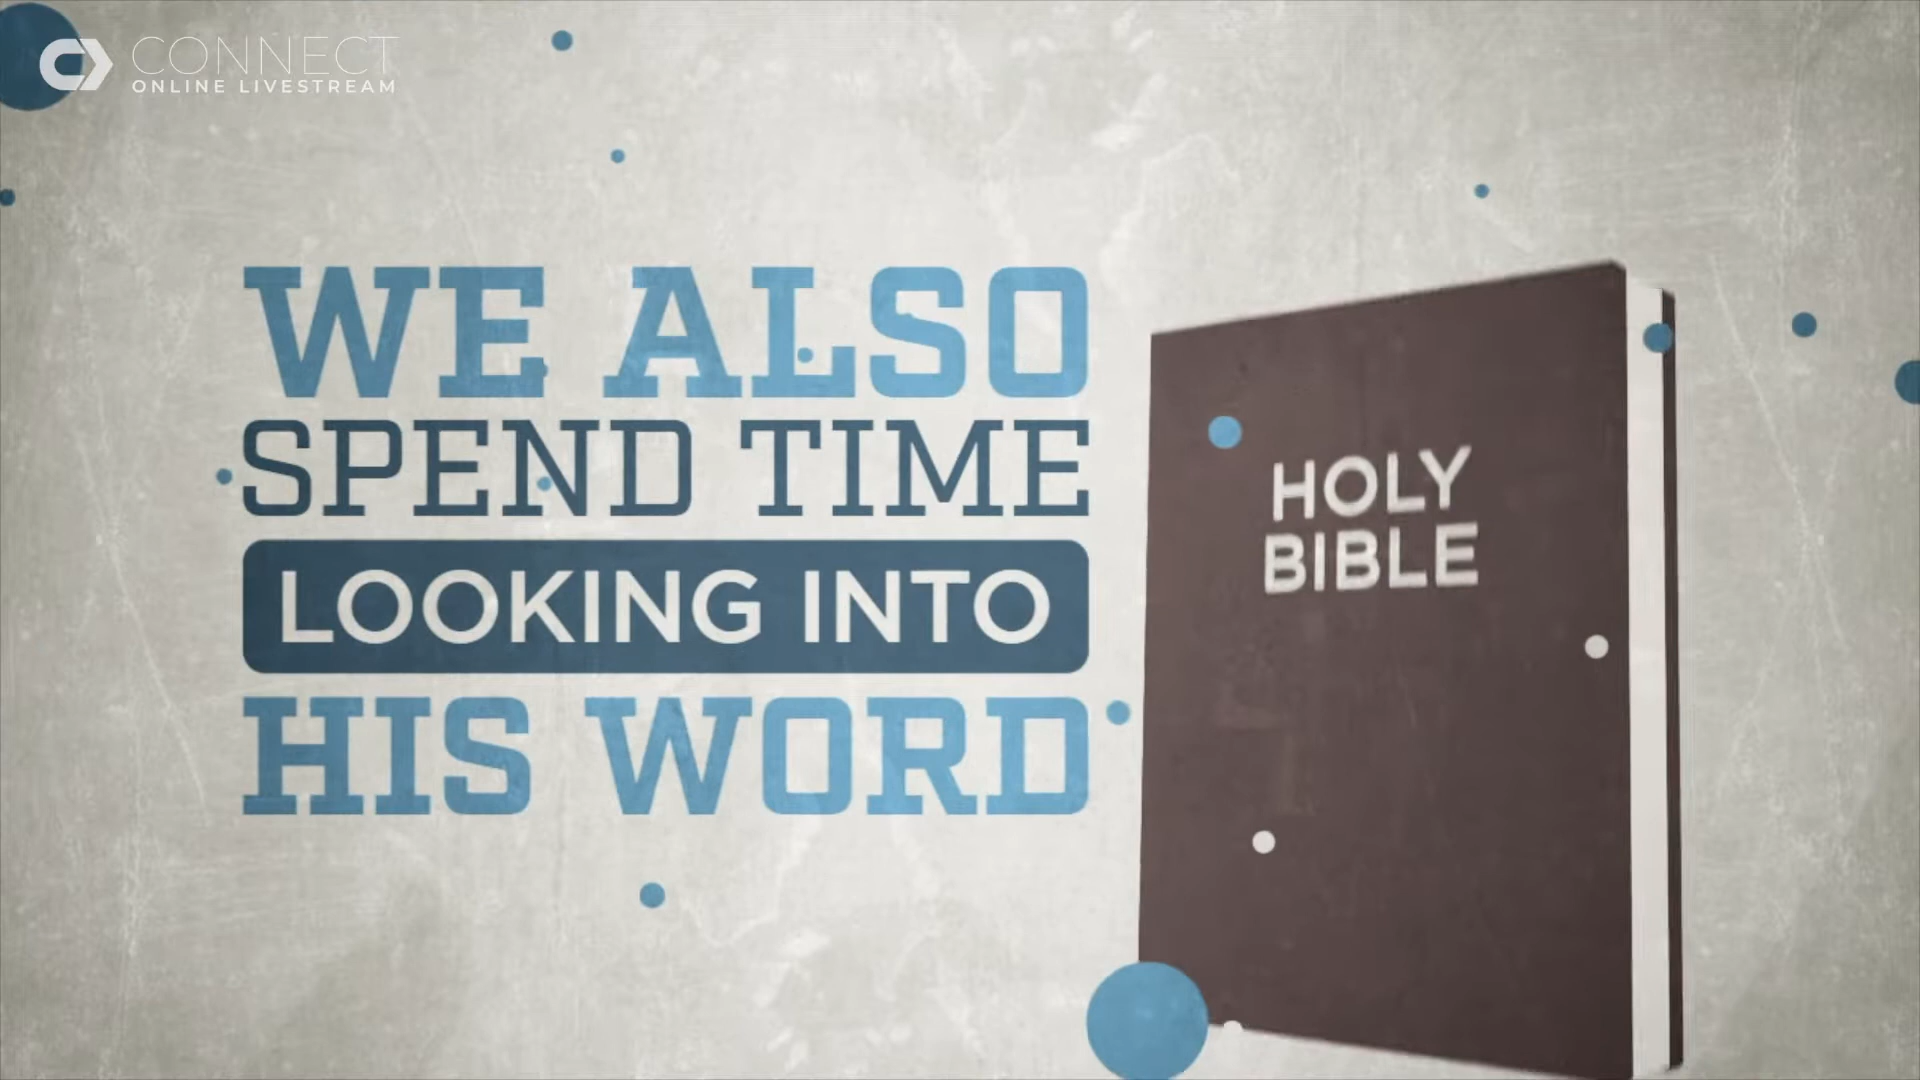 CONNECT
ONLINE LIVESTREAM
WE ALSO
SPEND TIME
LOOKING INTO
HIS WORD
HOLY
BIBLE